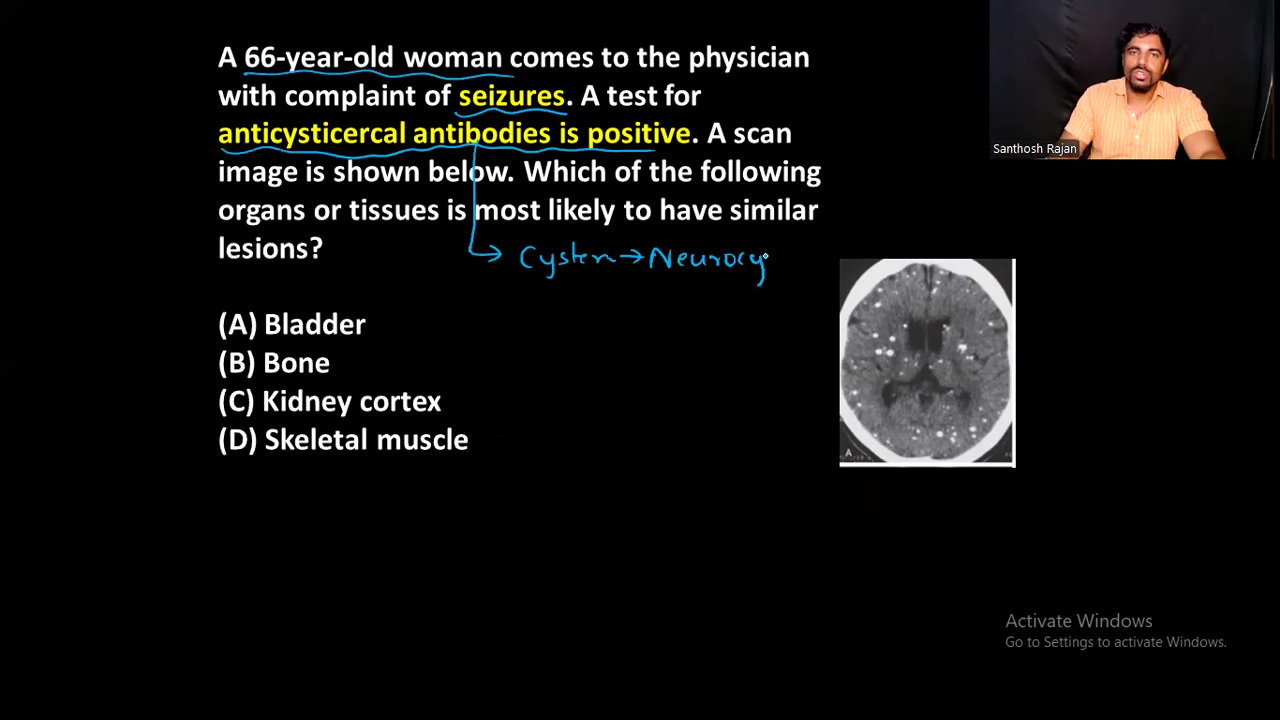 A 66-year-old woman comes to the physician
with complaint of seizures. A test for
anticysticercal antibodies is positive. A scan
image is shown below. Which of the following
organs or tissues is most likely to have similar
lesions?
Cystern → Neurocy
(A) Bladder
(B) Bone
(C) Kidney cortex
(D) Skeletal muscle
Santhosh Rajan
A
Activate Windows
Go to Settings to activate Windows.